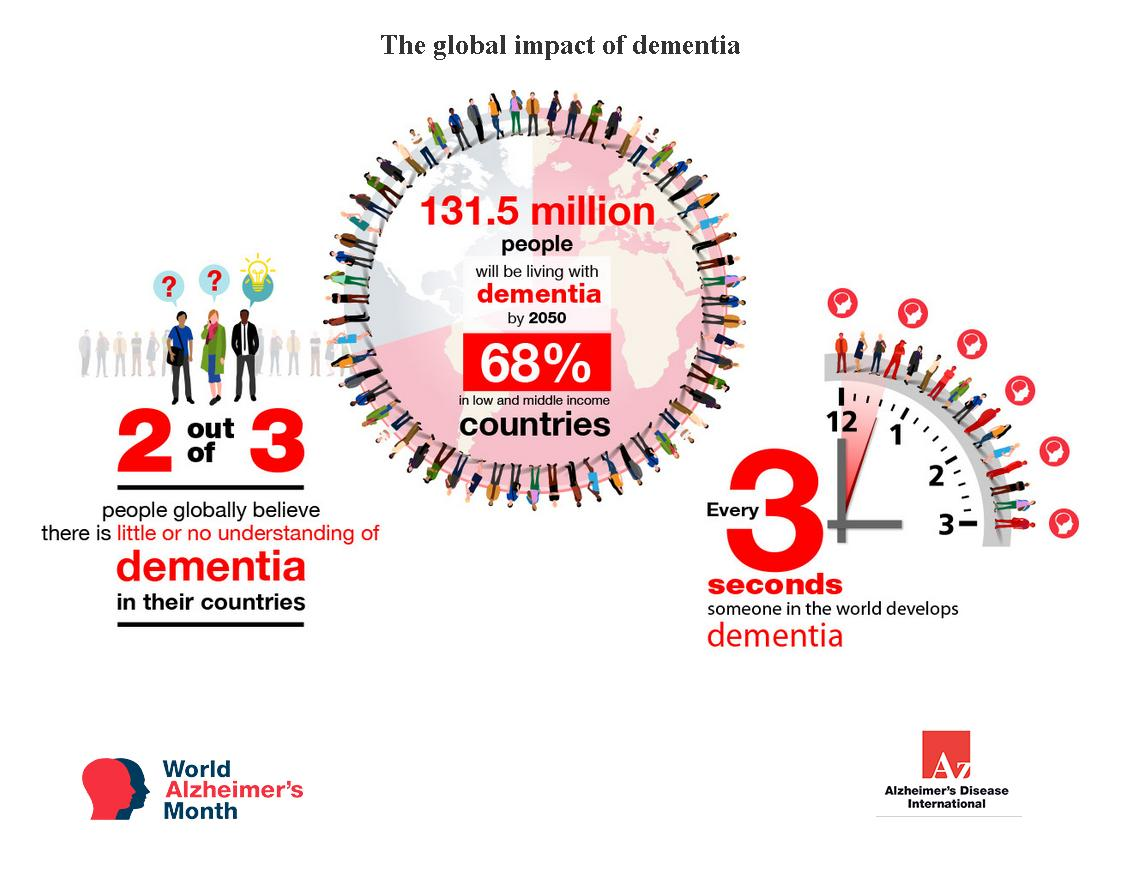 The global impact of dementia
131.5 million
people
will be living with
dementia
by 2050
68%
in low and middle income
countries
? ?
2 out of 3
people globally believe
there is little or no understanding of
dementia
in their countries
12
1
2
3
Every 3
seconds
someone in the world develops
dementia
World
Alzheimer's
Month
Az
Alzheimer's Disease
International